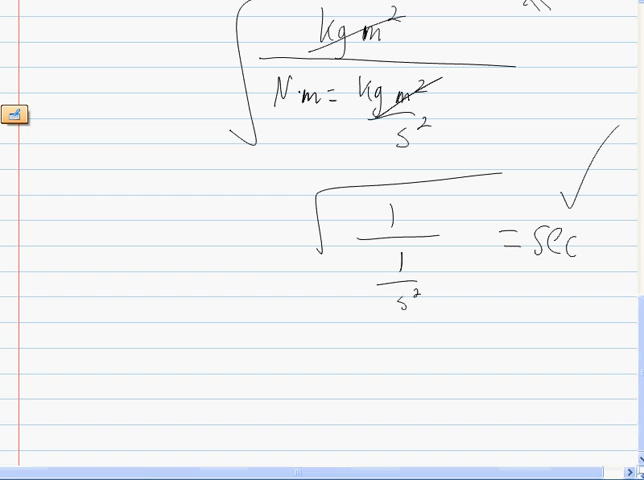 √ kg m²
N·m = kg m²
s²
√ 1
1 = sec
s²